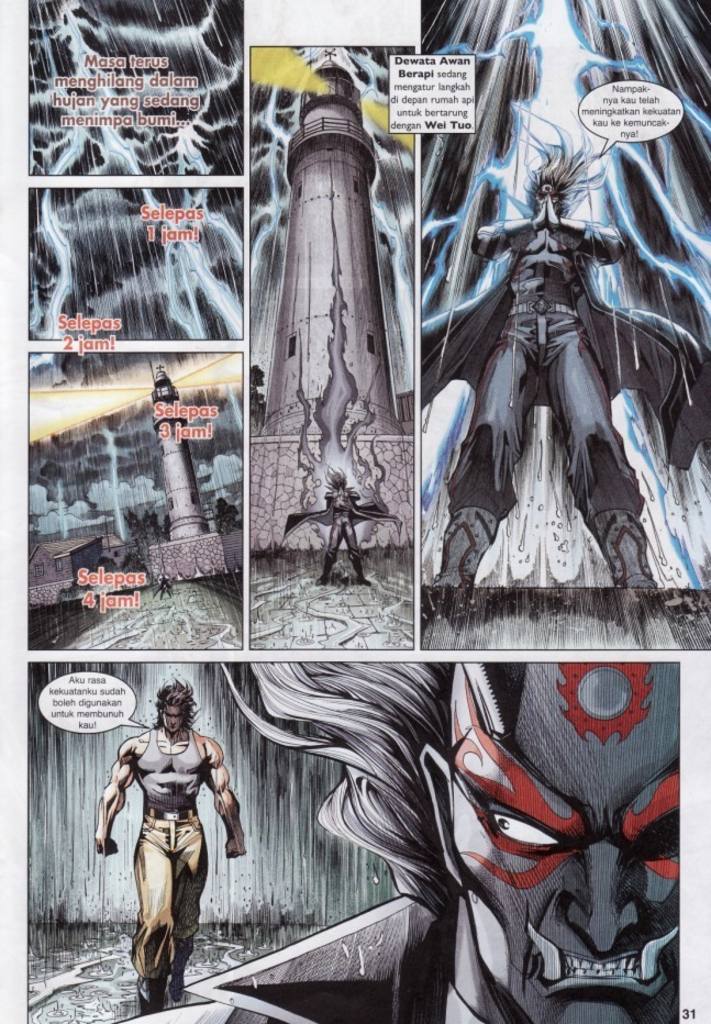 Masa terus
menghilang dalam
hujan yang sedang
menimpa bumi...
Selepas
1 jam!
Selepas
2 jam!
Selepas
3 jam!
Selepas
4 jam!
Dewata Awan
Berapi sedang
mengatur langkah
di depan rumah api
untuk bertarung
dengan Wei Tuo.
Nampak-
nya kau telah
meningkatkan kekuatan
kau ke kemuncak-
nya!
Aku rasa
kekuatanku sudah
boleh digunakan
untuk membunuh
kau!
31